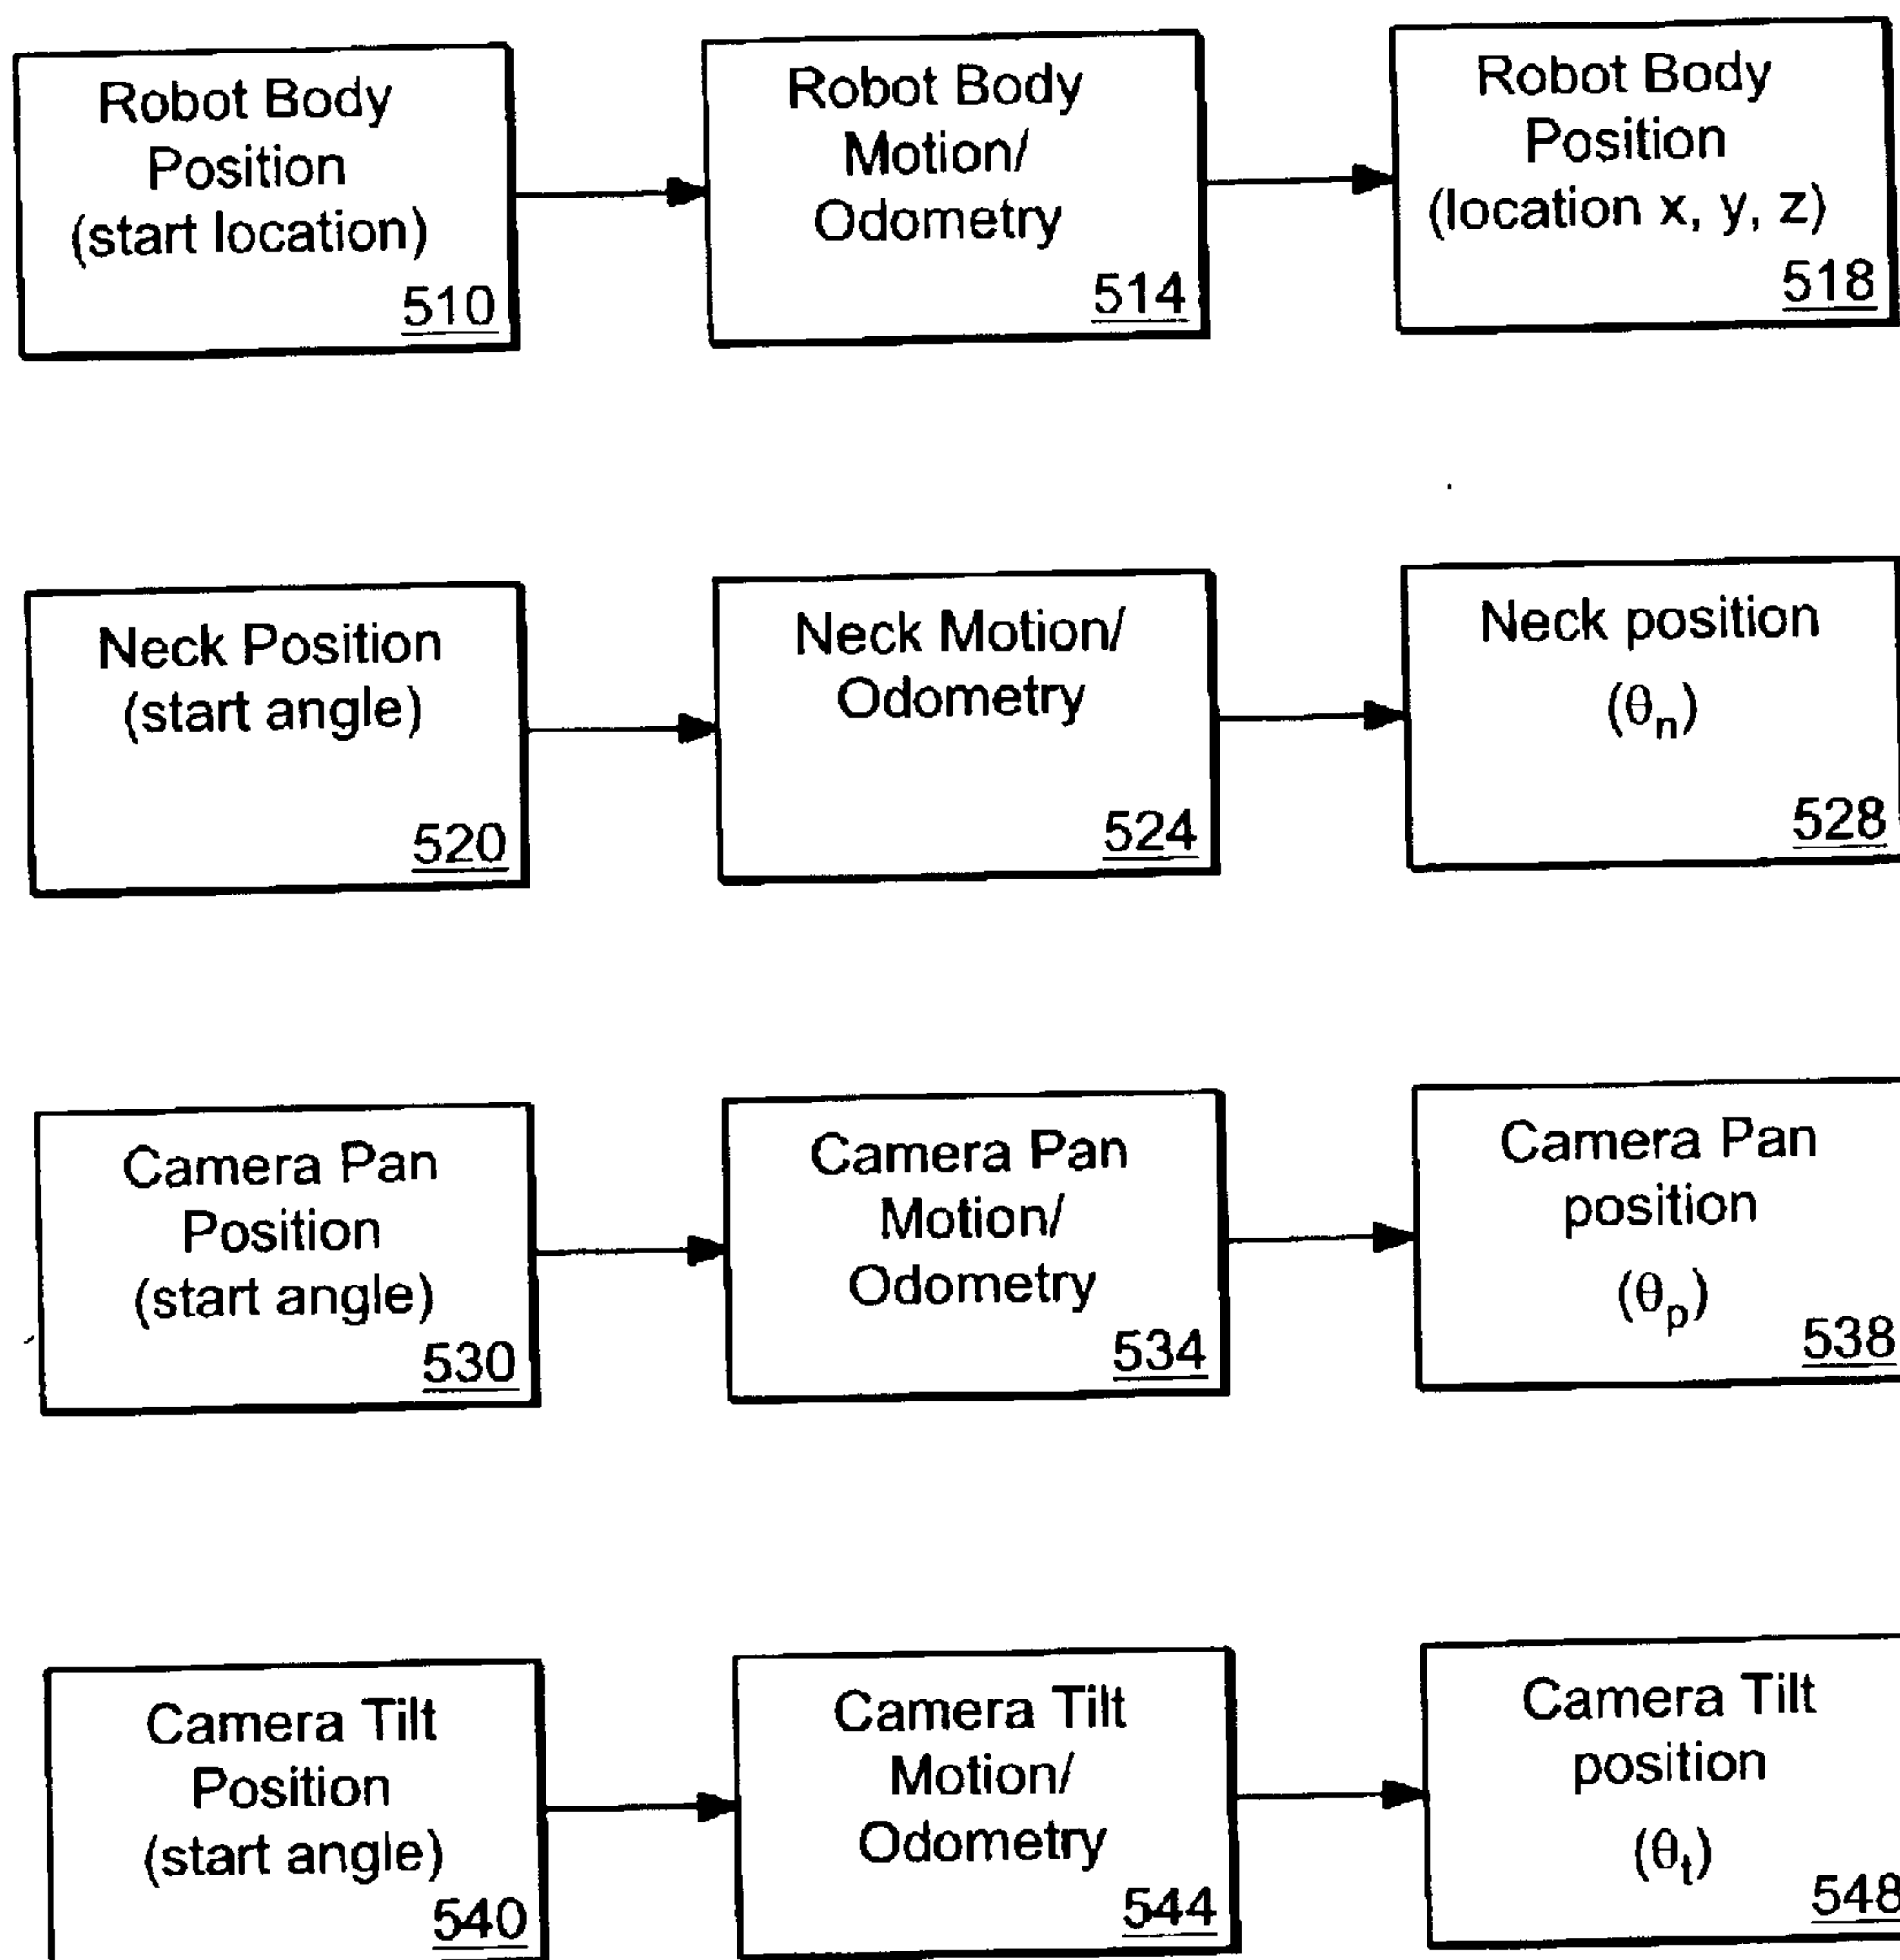 Robot Body
Position
(start location)
510
Robot Body
Motion/
Odometry
514
Robot Body
Position
(location x, y, z)
518
Neck Position
(start angle)
520
Neck Motion/
Odometry
524
Neck position
(θn)
528
Camera Pan
Position
(start angle)
530
Camera Pan
Motion/
Odometry
534
Camera Pan
position
(θp)
538
Camera Tilt
Position
(start angle)
540
Camera Tilt
Motion/
Odometry
544
Camera Tilt
position
(θt)
548